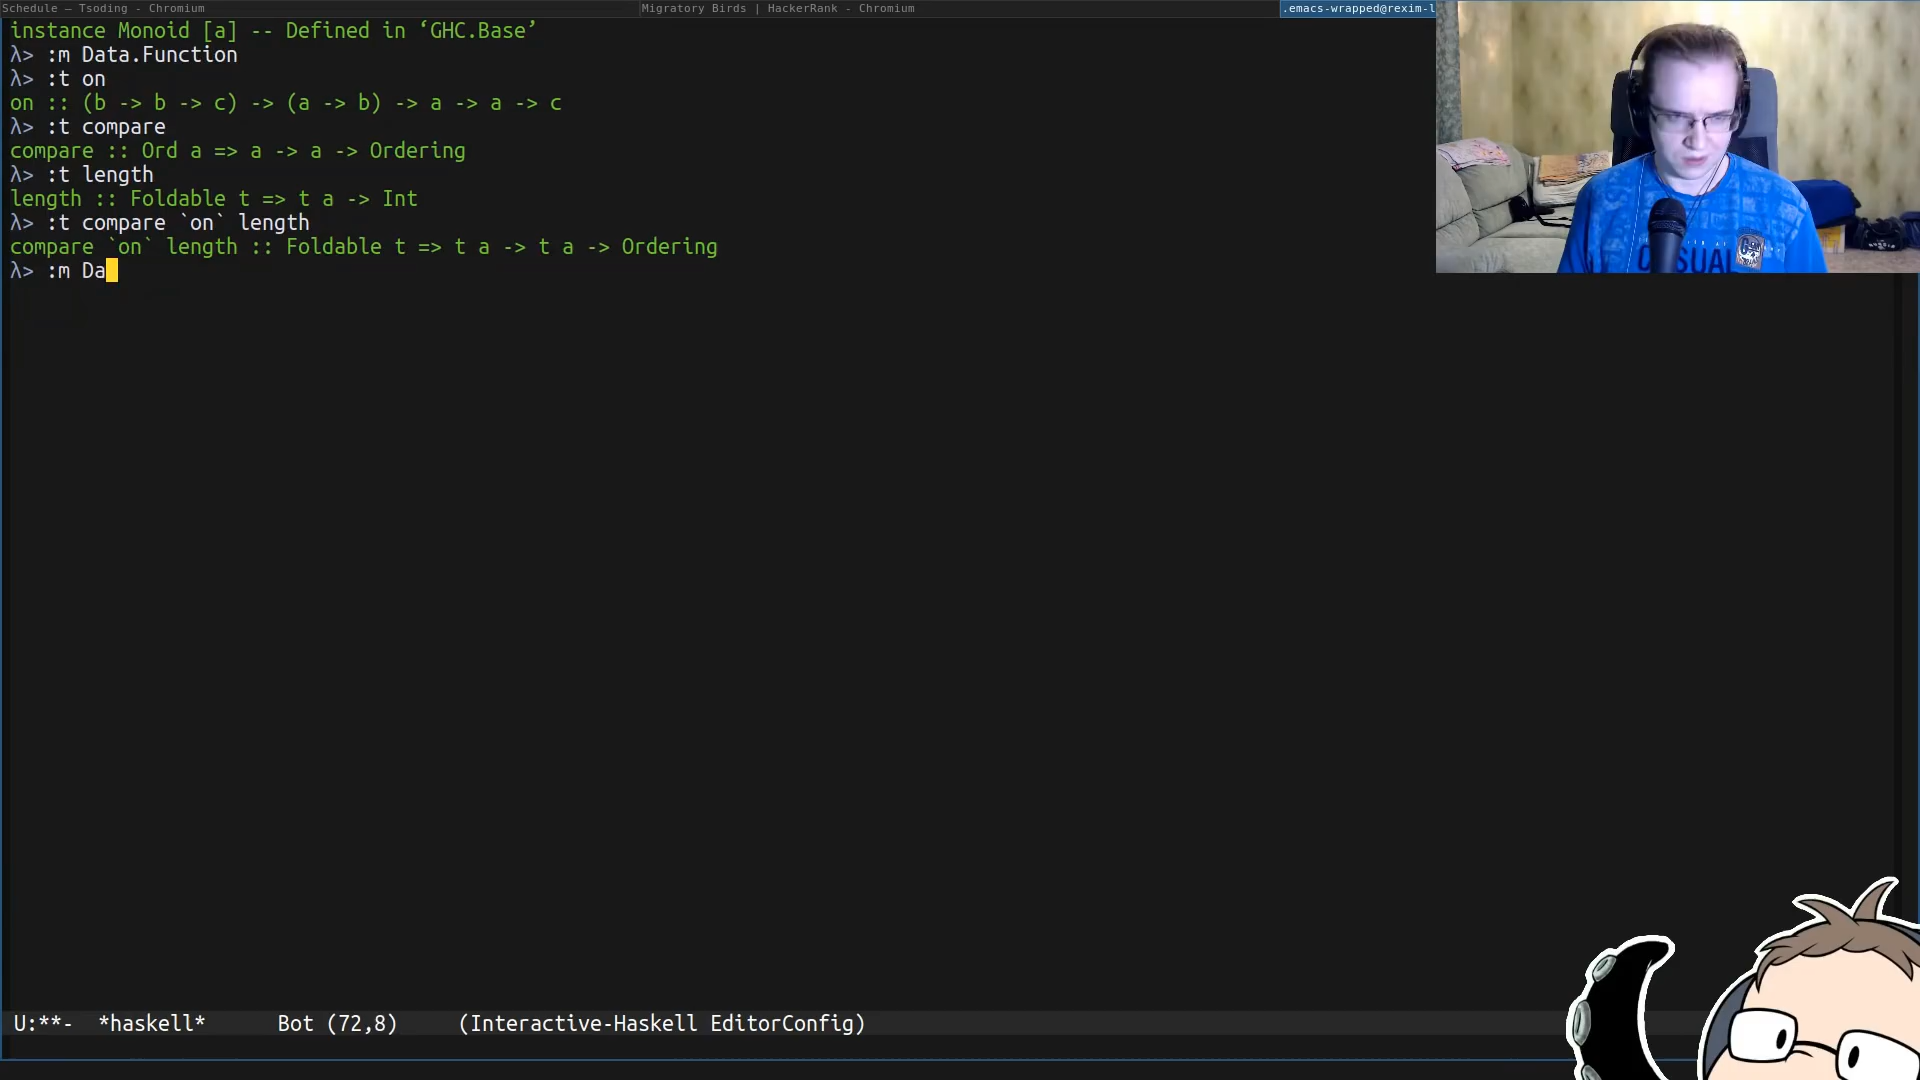 Schedule — Tsoding - Chromium
Migratory Birds | HackerRank - Chromium
.emacs-wrapped@rexim-l
instance Monoid [a] -- Defined in ‘GHC.Base’
λ> :m Data.Function
λ> :t on
on :: (b -> b -> c) -> (a -> b) -> a -> a -> c
λ> :t compare
compare :: Ord a => a -> a -> Ordering
λ> :t length
length :: Foldable t => t a -> Int
λ> :t compare `on` length
compare `on` length :: Foldable t => t a -> t a -> Ordering
λ> :m Da
CASUAL
U:**- *haskell* Bot (72,8) (Interactive-Haskell EditorConfig)